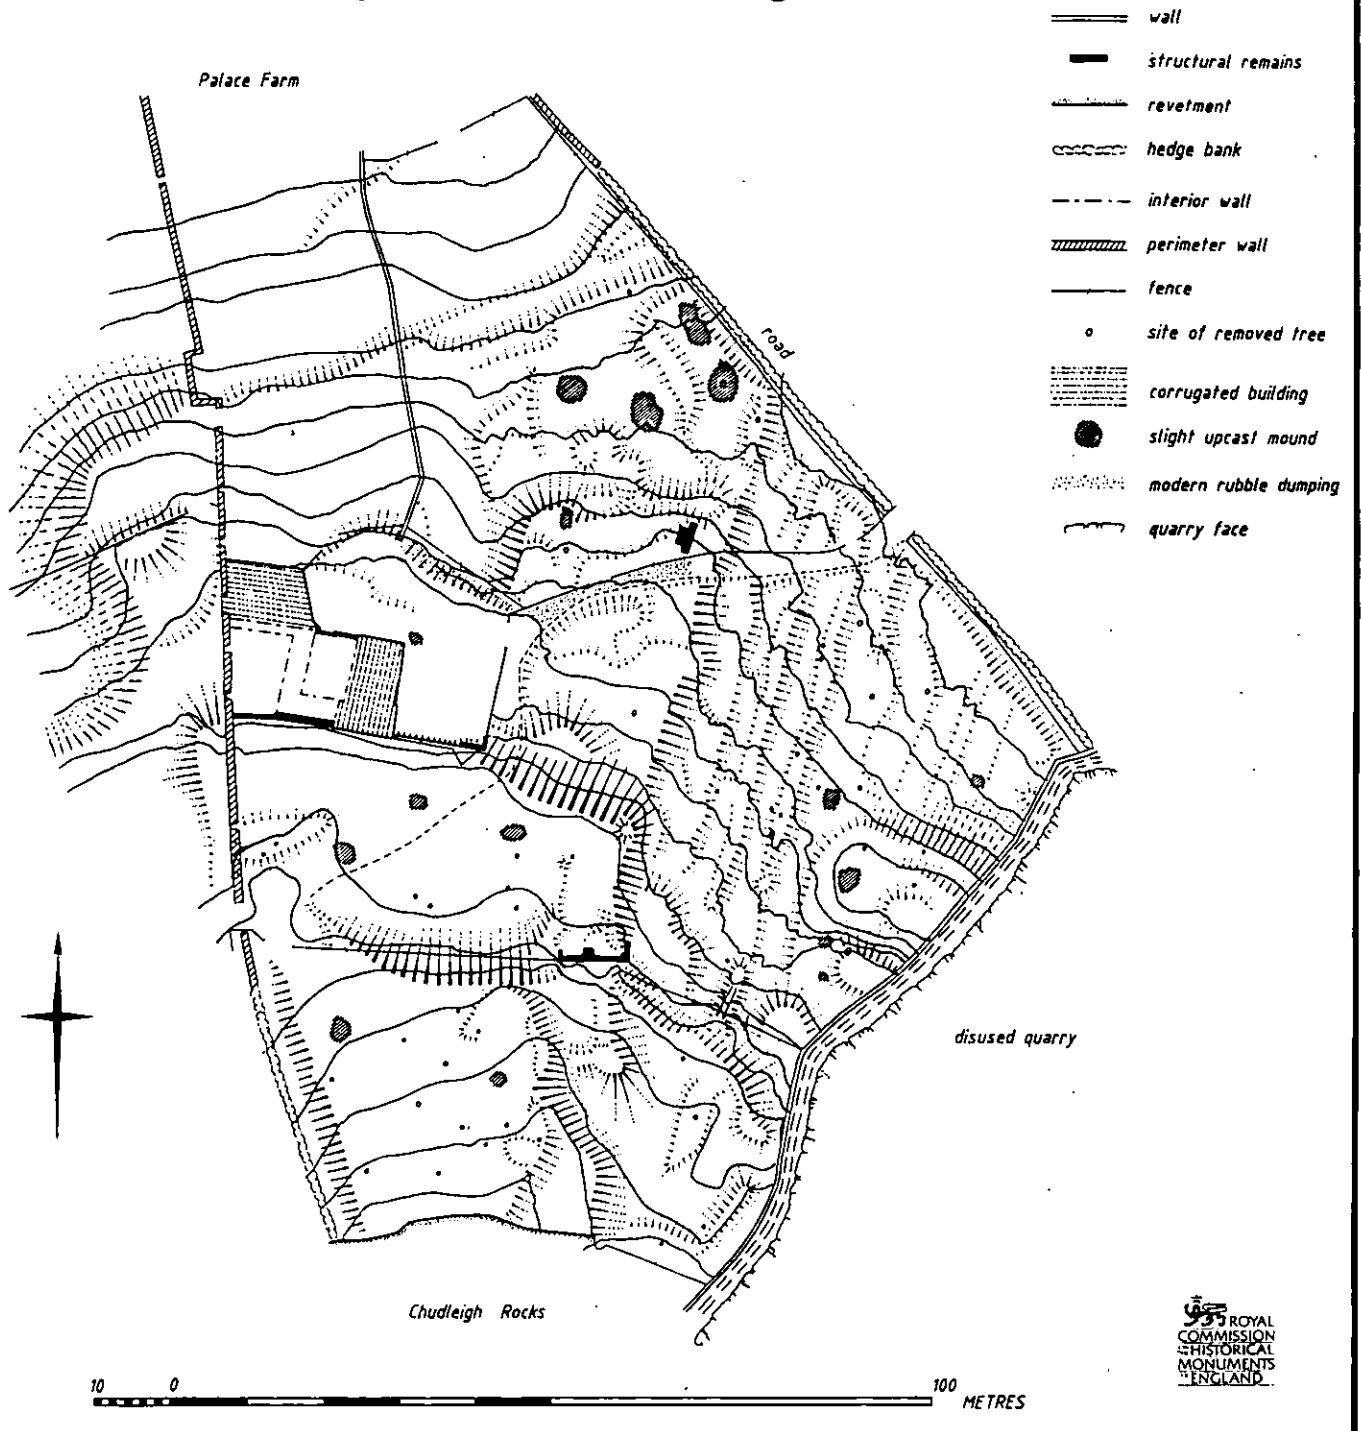 Palace Farm
wall
structural remains
revetment
hedge bank
interior wall
perimeter wall
fence
site of removed tree
corrugated building
slight upcast mound
modern rubble dumping
quarry face
road
disused quarry
Chudleigh Rocks
ROYAL
COMMISSION
HISTORICAL
MONUMENTS
ENGLAND
10 0 100 METRES